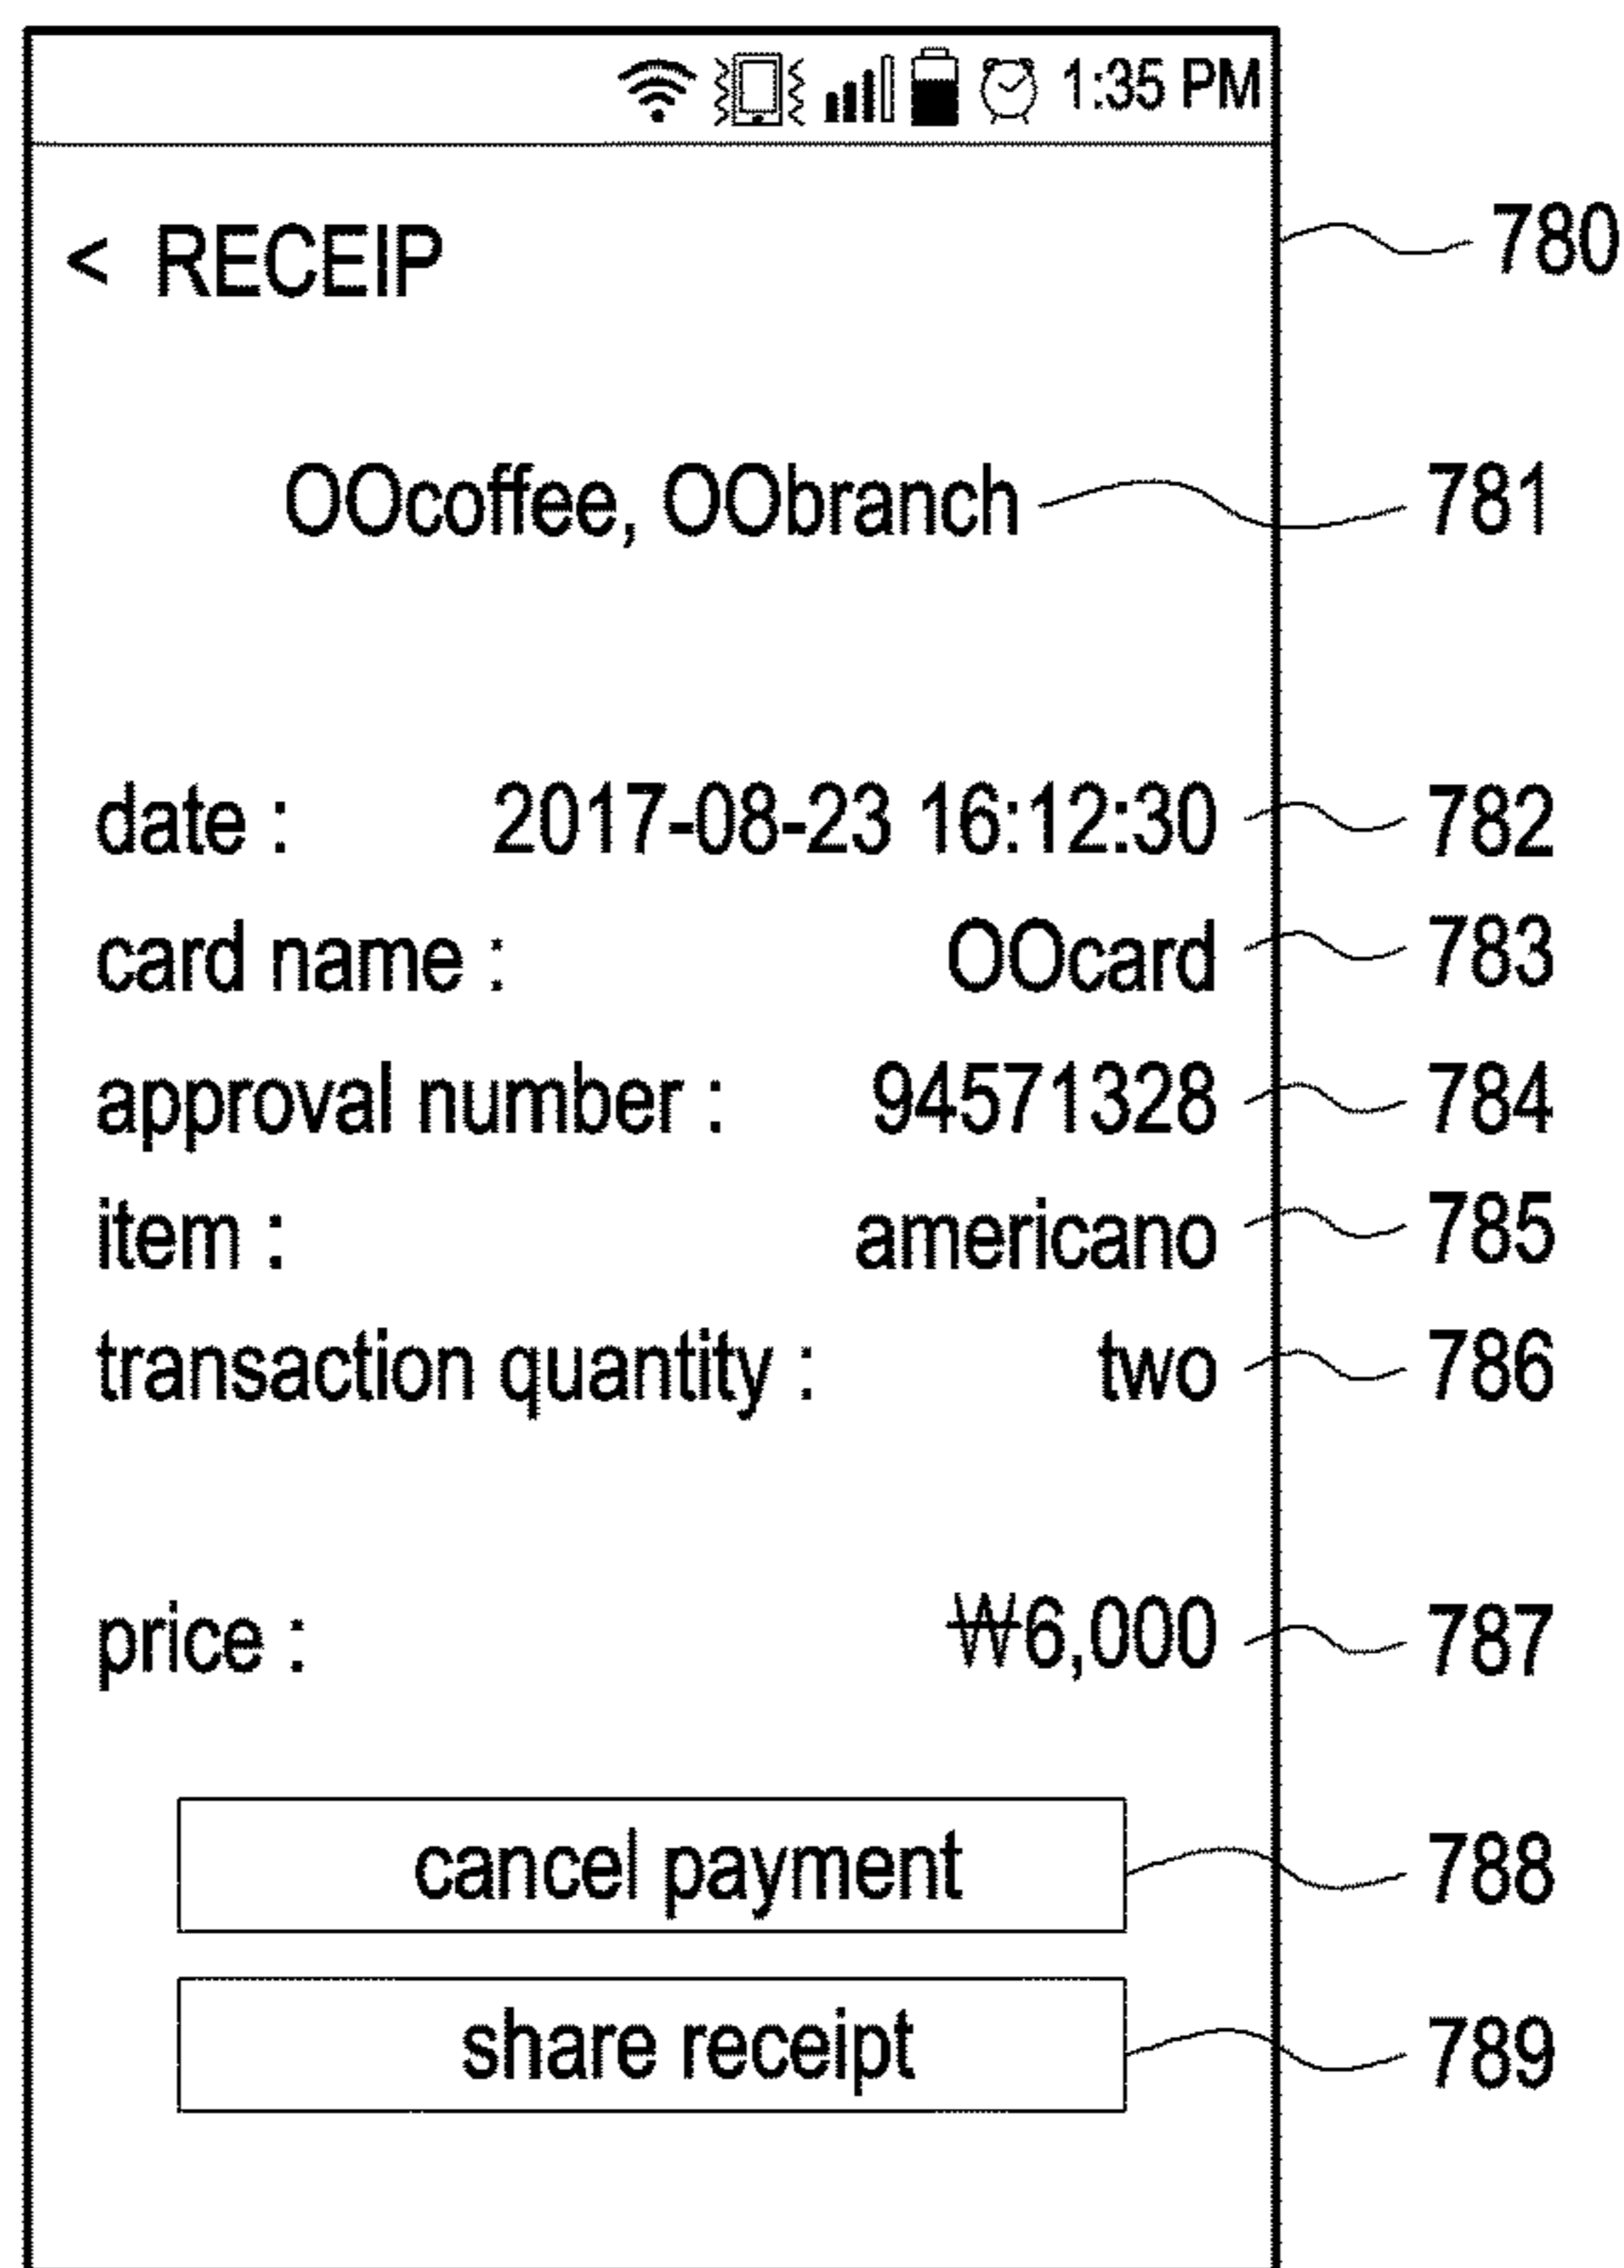 1:35 PM
< RECEIP 780
OOcoffee, OObranch 781
date : 2017-08-23 16:12:30 782
card name : OOcard 783
approval number : 94571328 784
item : americano 785
transaction quantity : two 786
price : ₩6,000 787
cancel payment 788
share receipt 789